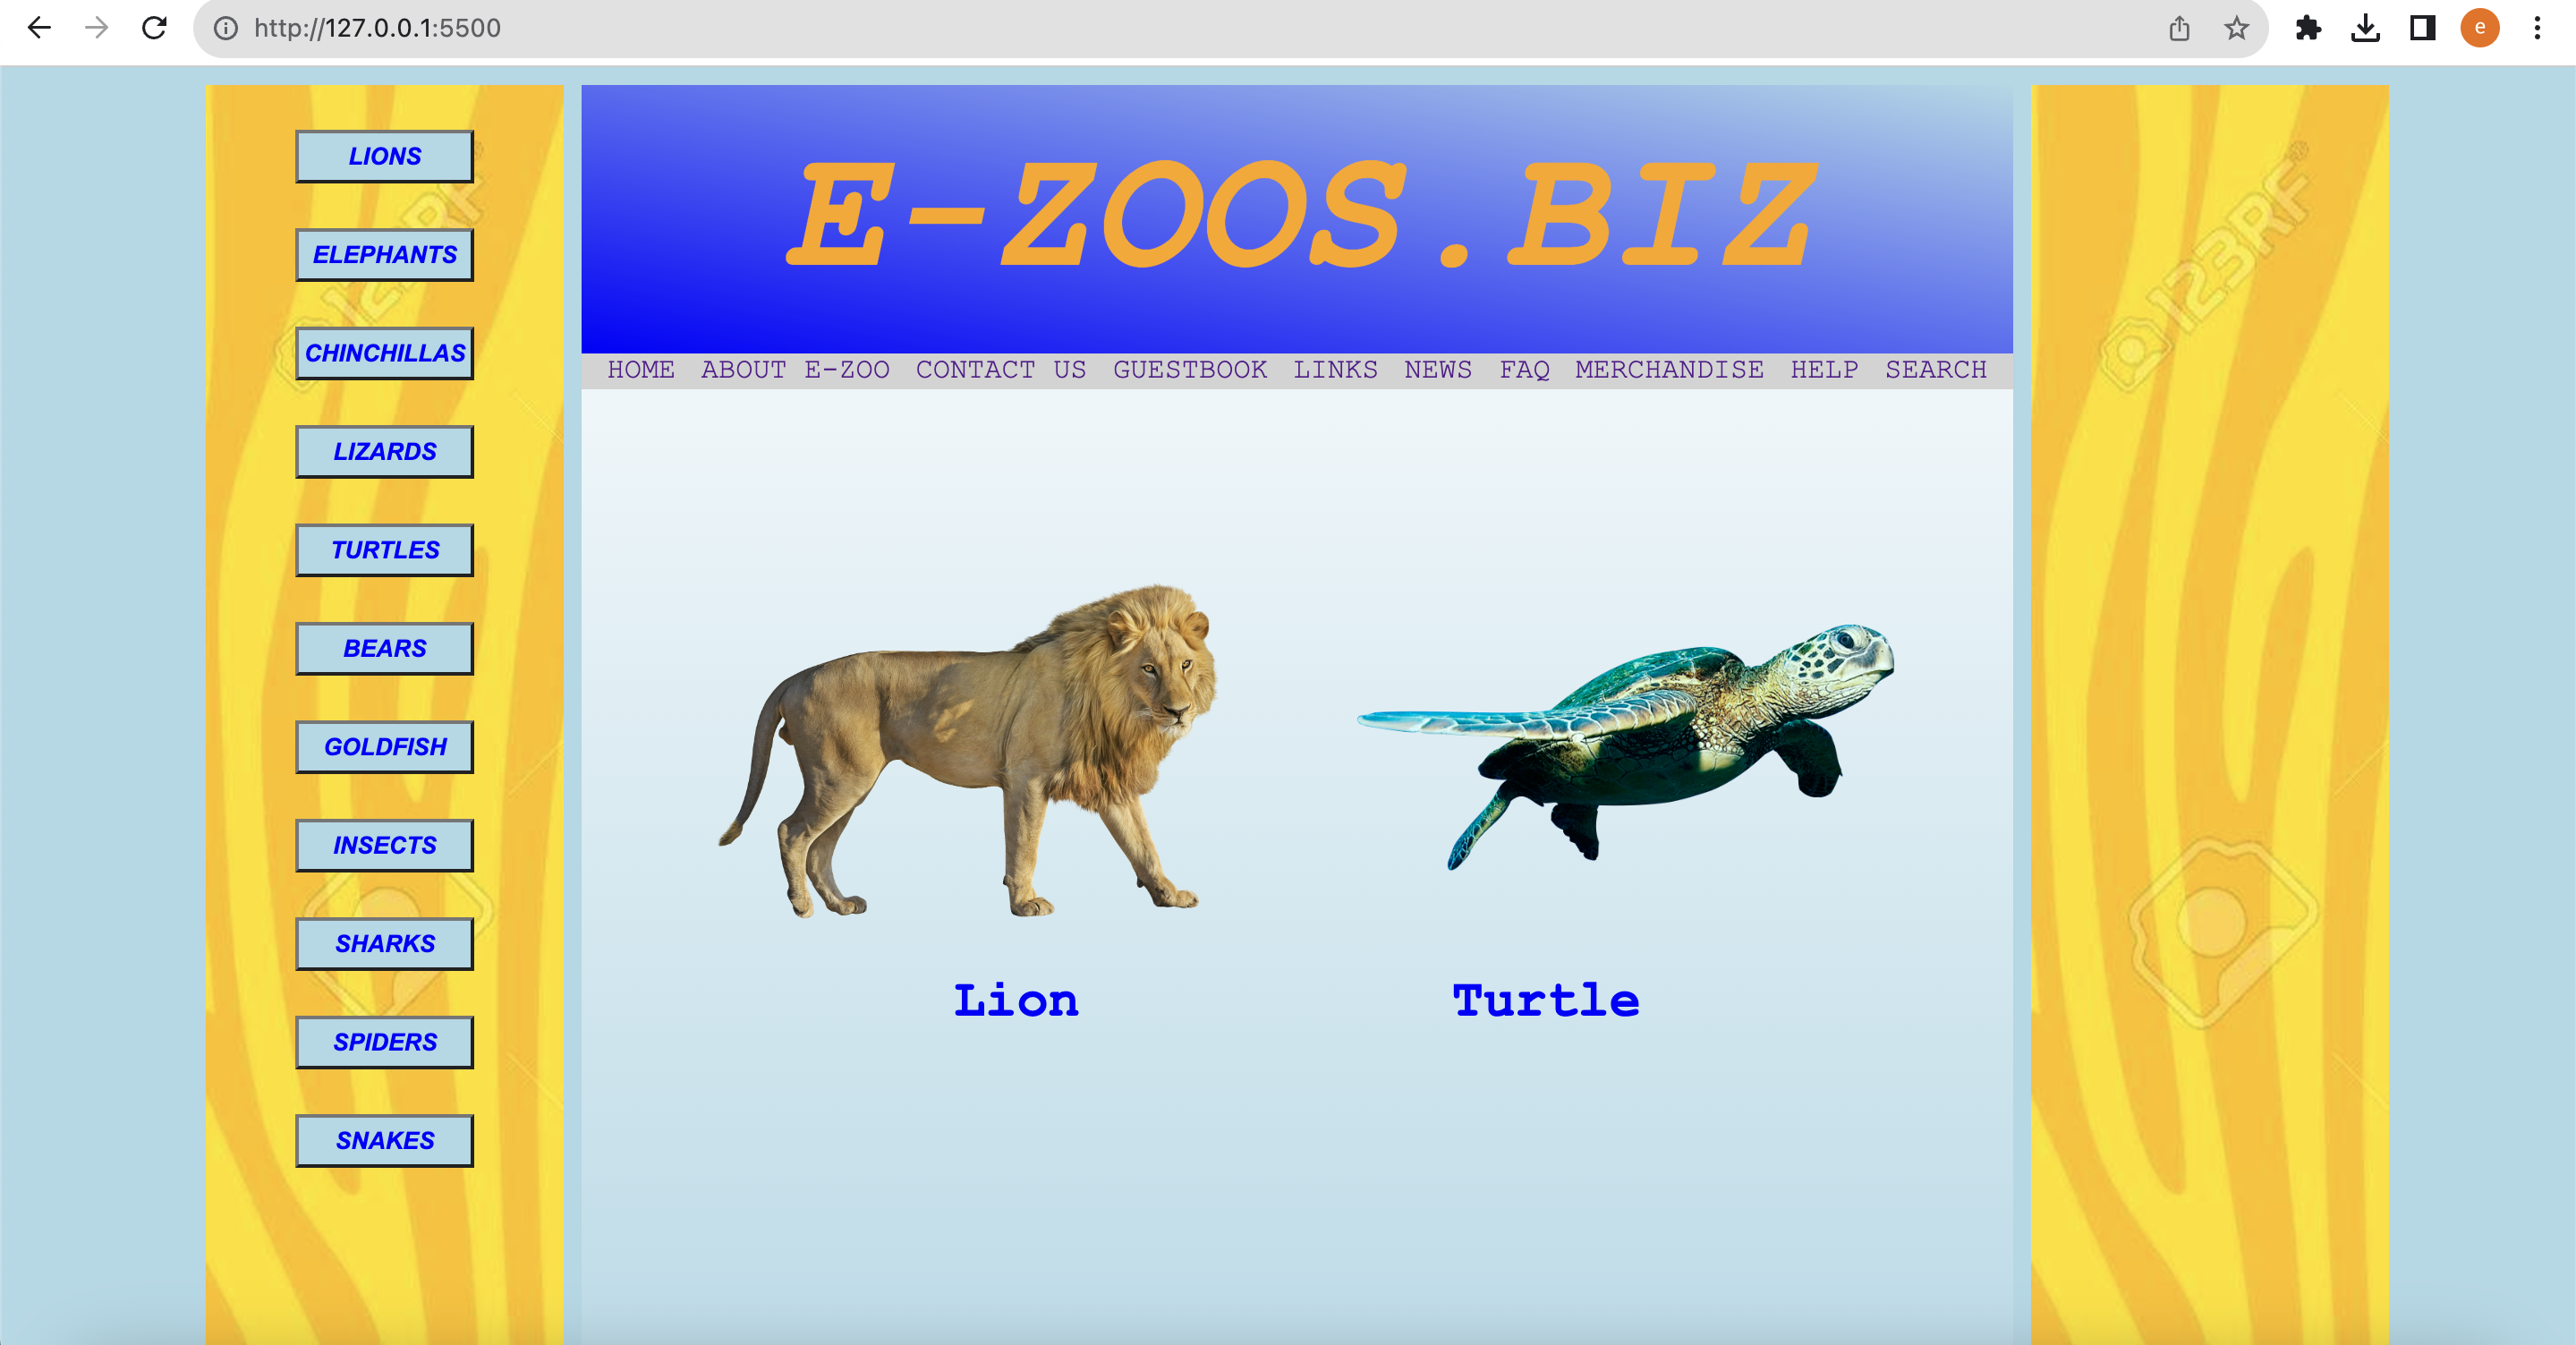 http://127.0.0.1:5500
e
LIONS
ELEPHANTS
CHINCHILLAS
LIZARDS
TURTLES
BEARS
GOLDFISH
INSECTS
SHARKS
SPIDERS
SNAKES
E-ZOOS.BIZ
HOME ABOUT E-ZOO CONTACT US GUESTBOOK LINKS NEWS FAQ MERCHANDISE HELP SEARCH
Lion Turtle
123RF
123RF